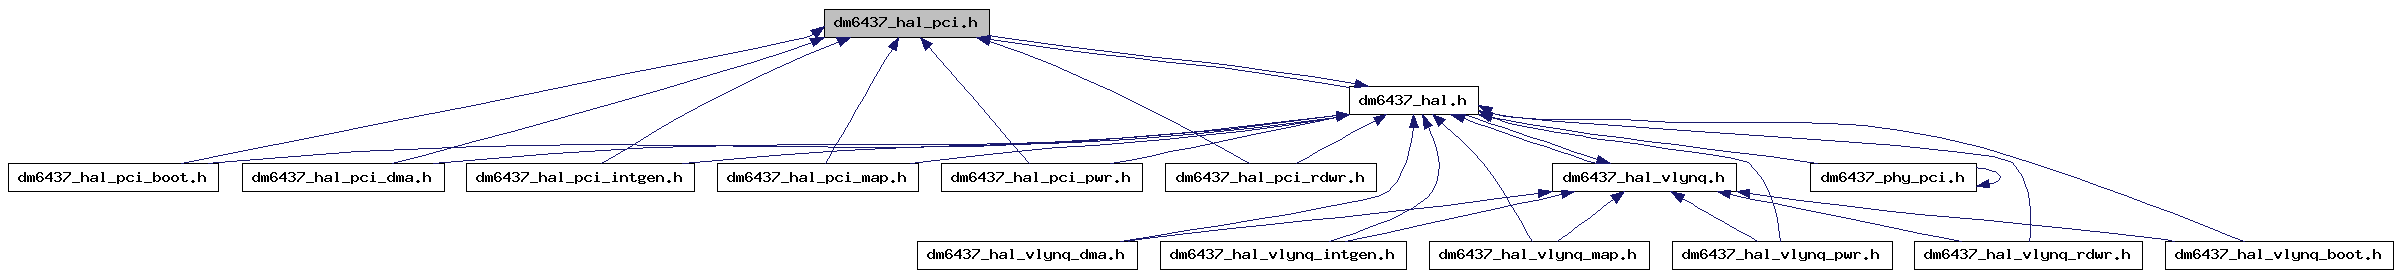 dm6437_hal_pci.h
dm6437_hal.h
dm6437_hal_pci_boot.h
dm6437_hal_pci_dma.h
dm6437_hal_pci_intgen.h
dm6437_hal_pci_map.h
dm6437_hal_pci_pwr.h
dm6437_hal_pci_rdwr.h
dm6437_hal_vlynq.h
dm6437_phy_pci.h
dm6437_hal_vlynq_dma.h
dm6437_hal_vlynq_intgen.h
dm6437_hal_vlynq_map.h
dm6437_hal_vlynq_pwr.h
dm6437_hal_vlynq_rdwr.h
dm6437_hal_vlynq_boot.h